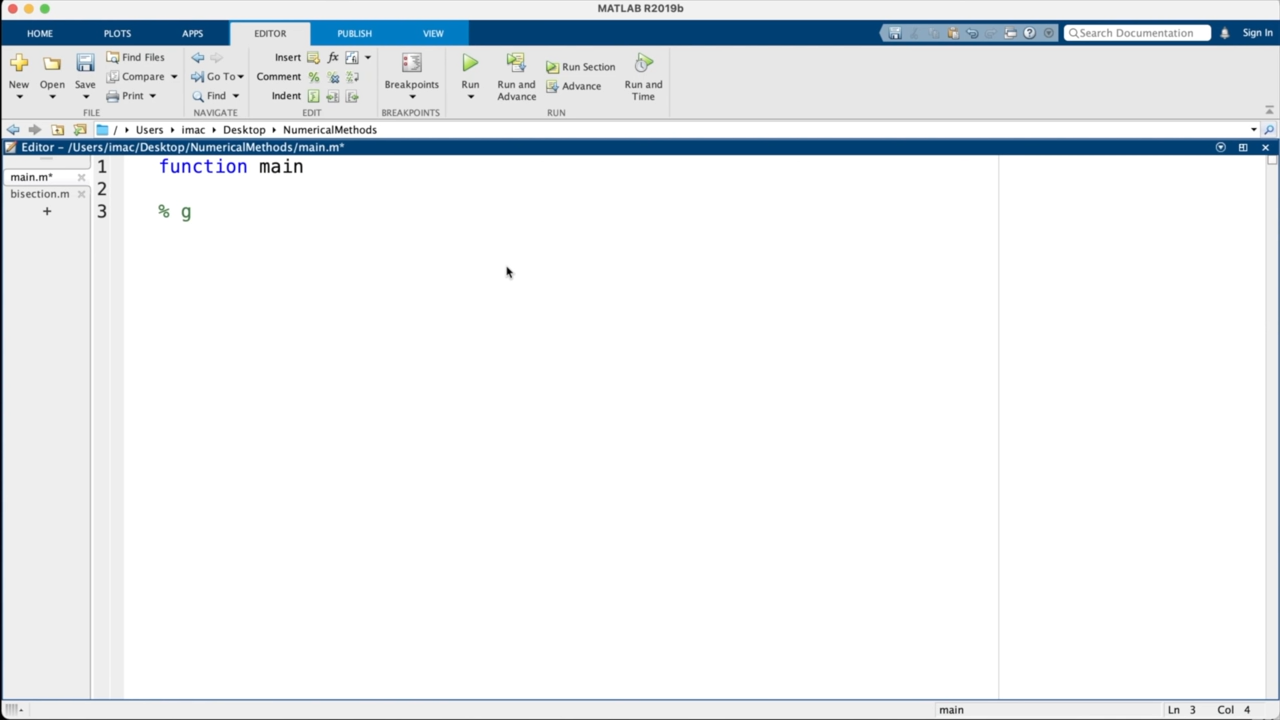 MATLAB R2019b
HOME PLOTS APPS EDITOR PUBLISH VIEW Search Documentation Sign In
New Open Save Find Files Compare Print
FILE
Go To Find
NAVIGATE
Insert fx
Comment %
Indent
EDIT
Breakpoints
BREAKPOINTS
Run Run and Advance Run Section Advance Run and Time
RUN
/ Users imac Desktop NumericalMethods
Editor – /Users/imac/Desktop/NumericalMethods/main.m*
main.m*
bisection.m
+
1 function main
2
3 % g
main Ln 3 Col 4